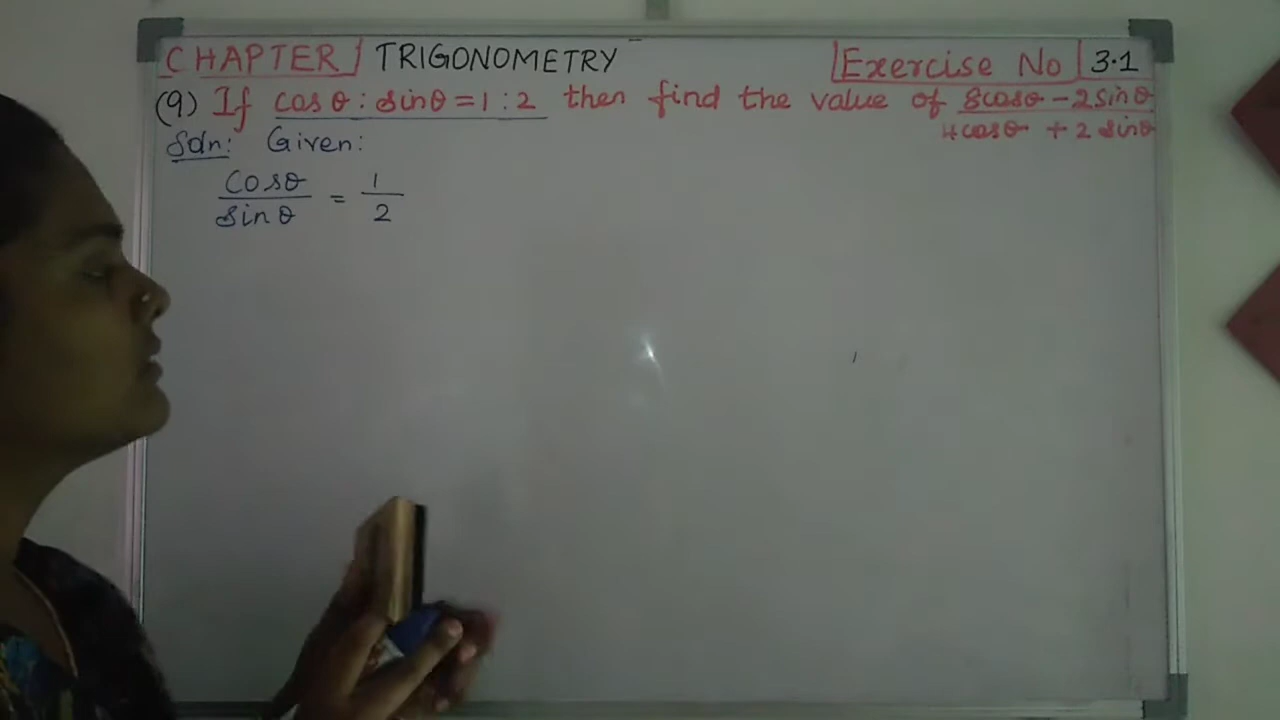 CHAPTER TRIGONOMETRY Exercise No 3.1
(9) If cosθ : sinθ = 1 : 2 then find the value of 8cosθ - 2sinθ
4cosθ + 2sinθ
Soln: Given:
Cosθ = 1
Sinθ 2